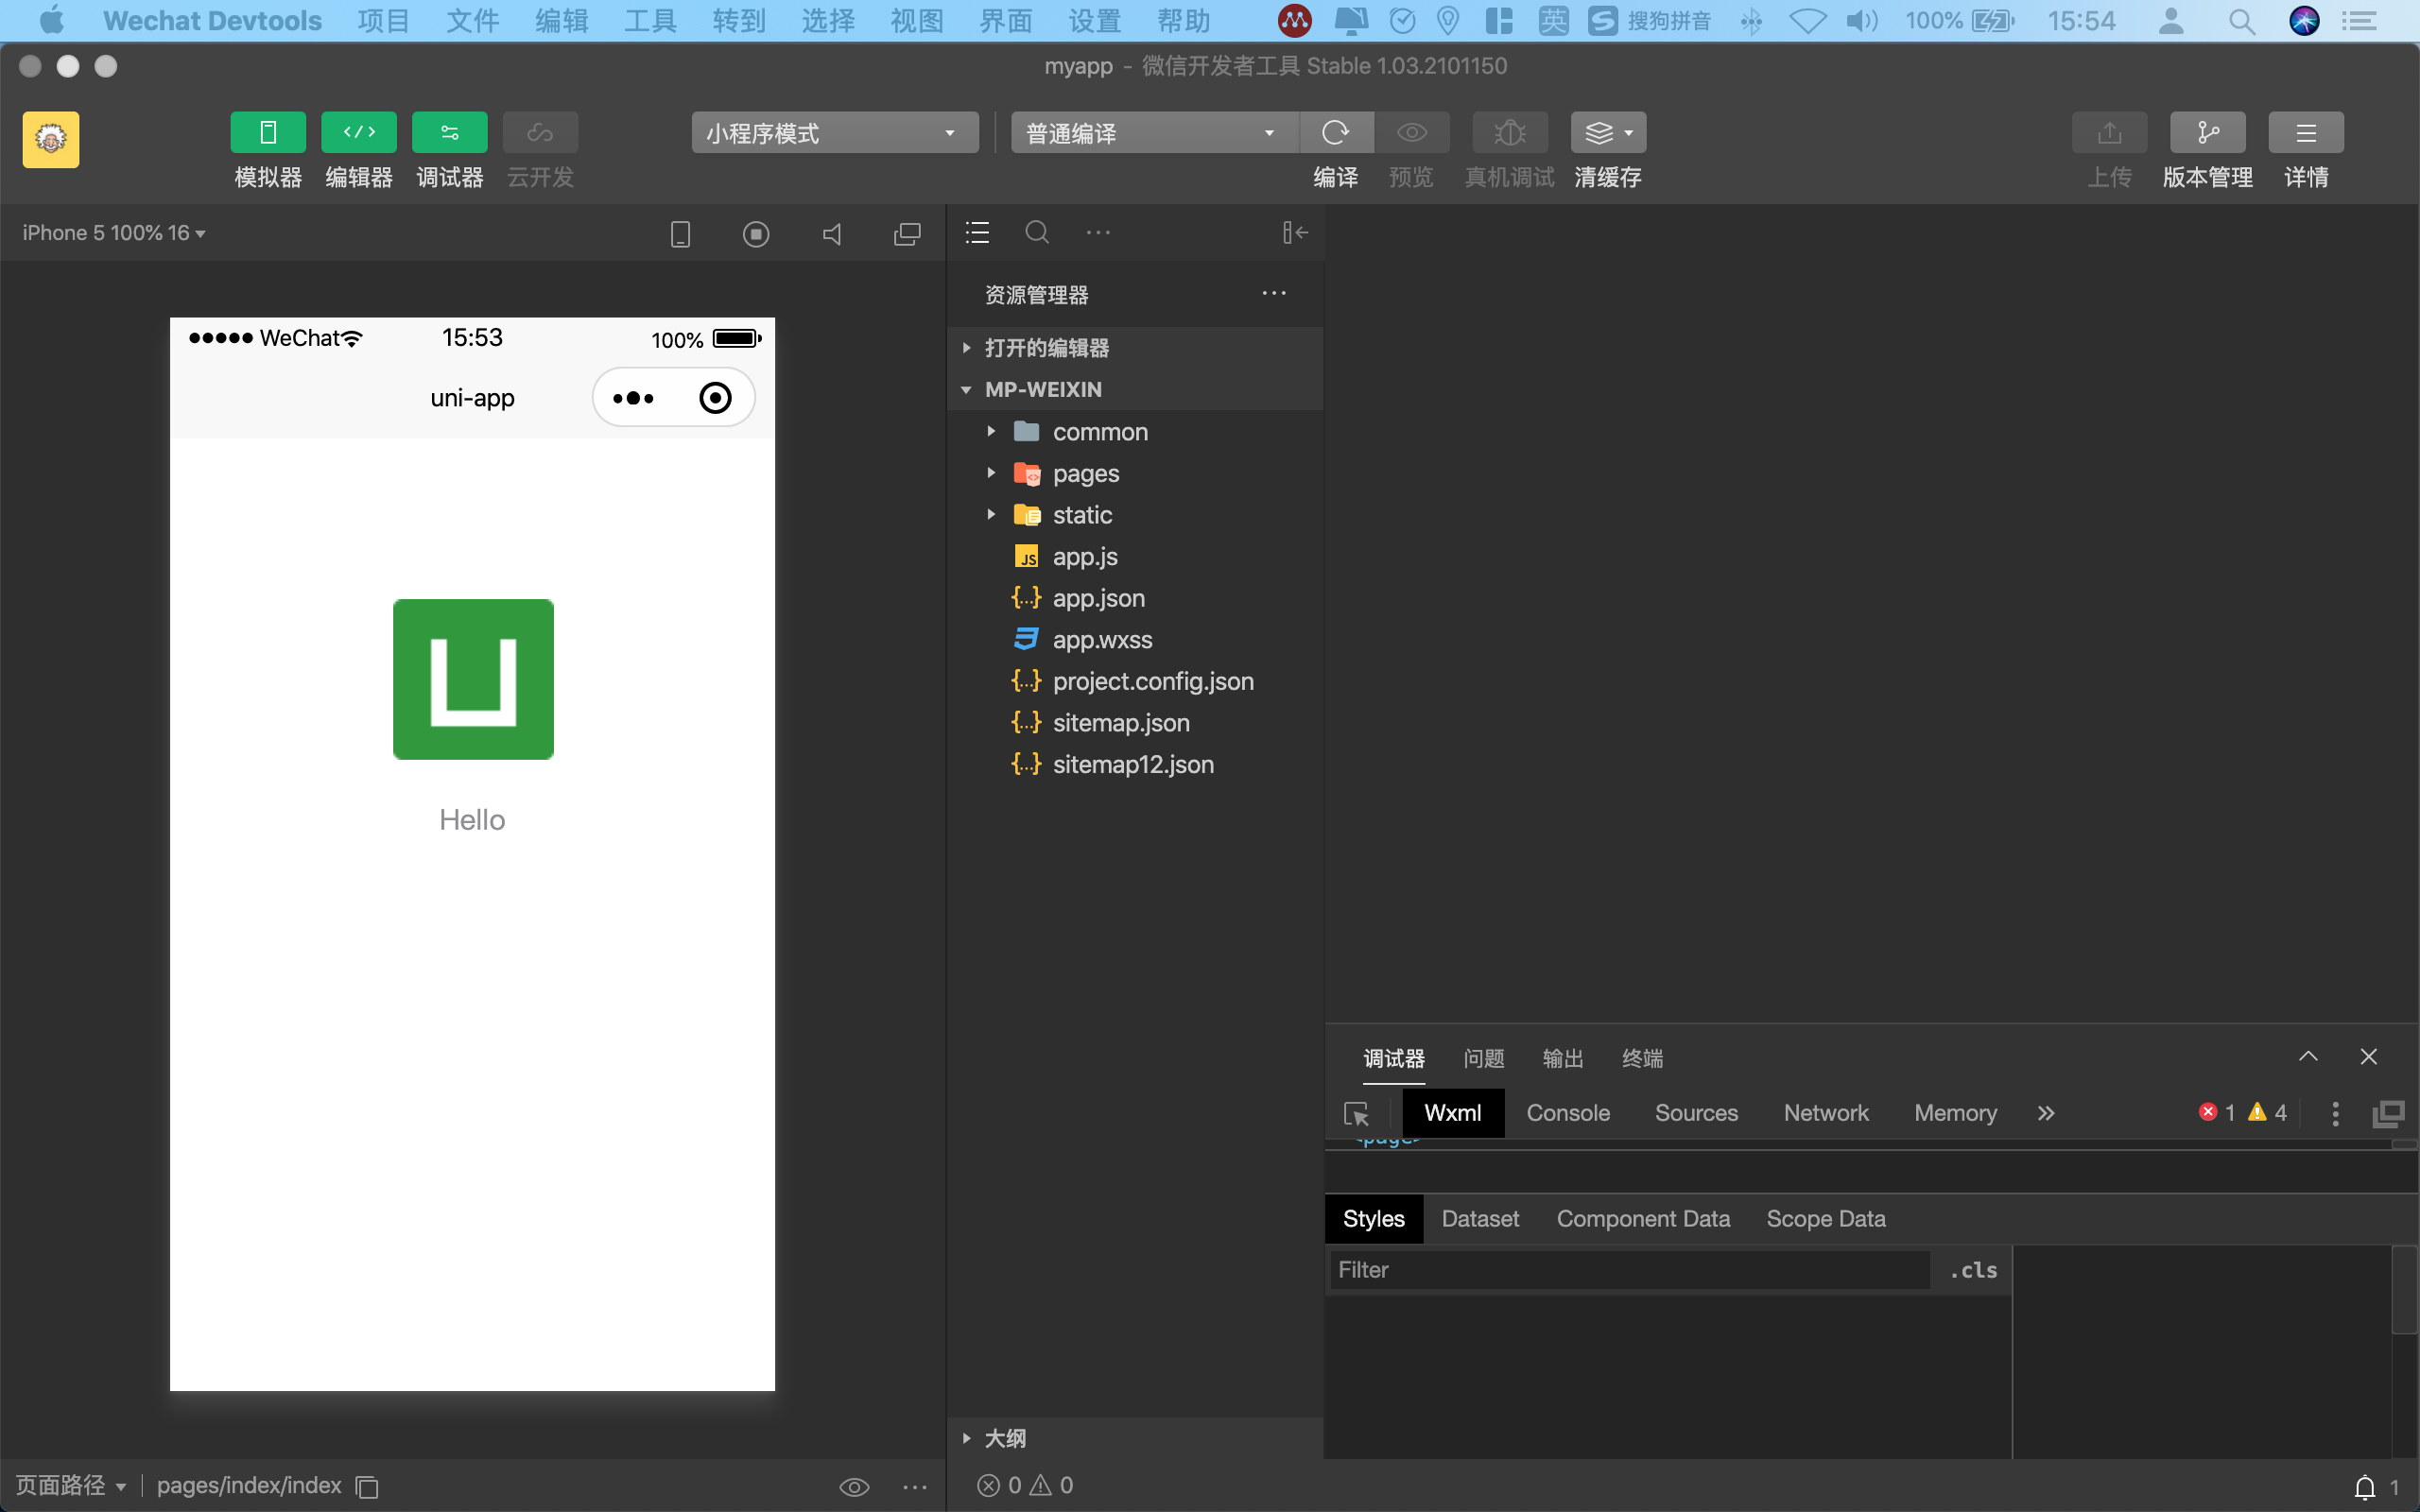 Wechat Devtools 项目 文件 编辑 工具 转到 选择 视图 界面 设置 帮助 英 S 搜狗拼音 100% 15:54
myapp - 微信开发者工具 Stable 1.03.2101150
小程序模式 普通编译
模拟器 编辑器 调试器 云开发 编译 预览 真机调试 清缓存 上传 版本管理 详情
iPhone 5 100% 16
WeChat 15:53 100%
uni-app
Hello
资源管理器
打开的编辑器
MP-WEIXIN
common
pages
static
JS app.js
{...} app.json
app.wxss
{...} project.config.json
{...} sitemap.json
{...} sitemap12.json
大纲
调试器 问题 输出 终端
Wxml Console Sources Network Memory 1 4
<page>
Styles Dataset Component Data Scope Data
Filter .cls
页面路径 pages/index/index 0 0 1